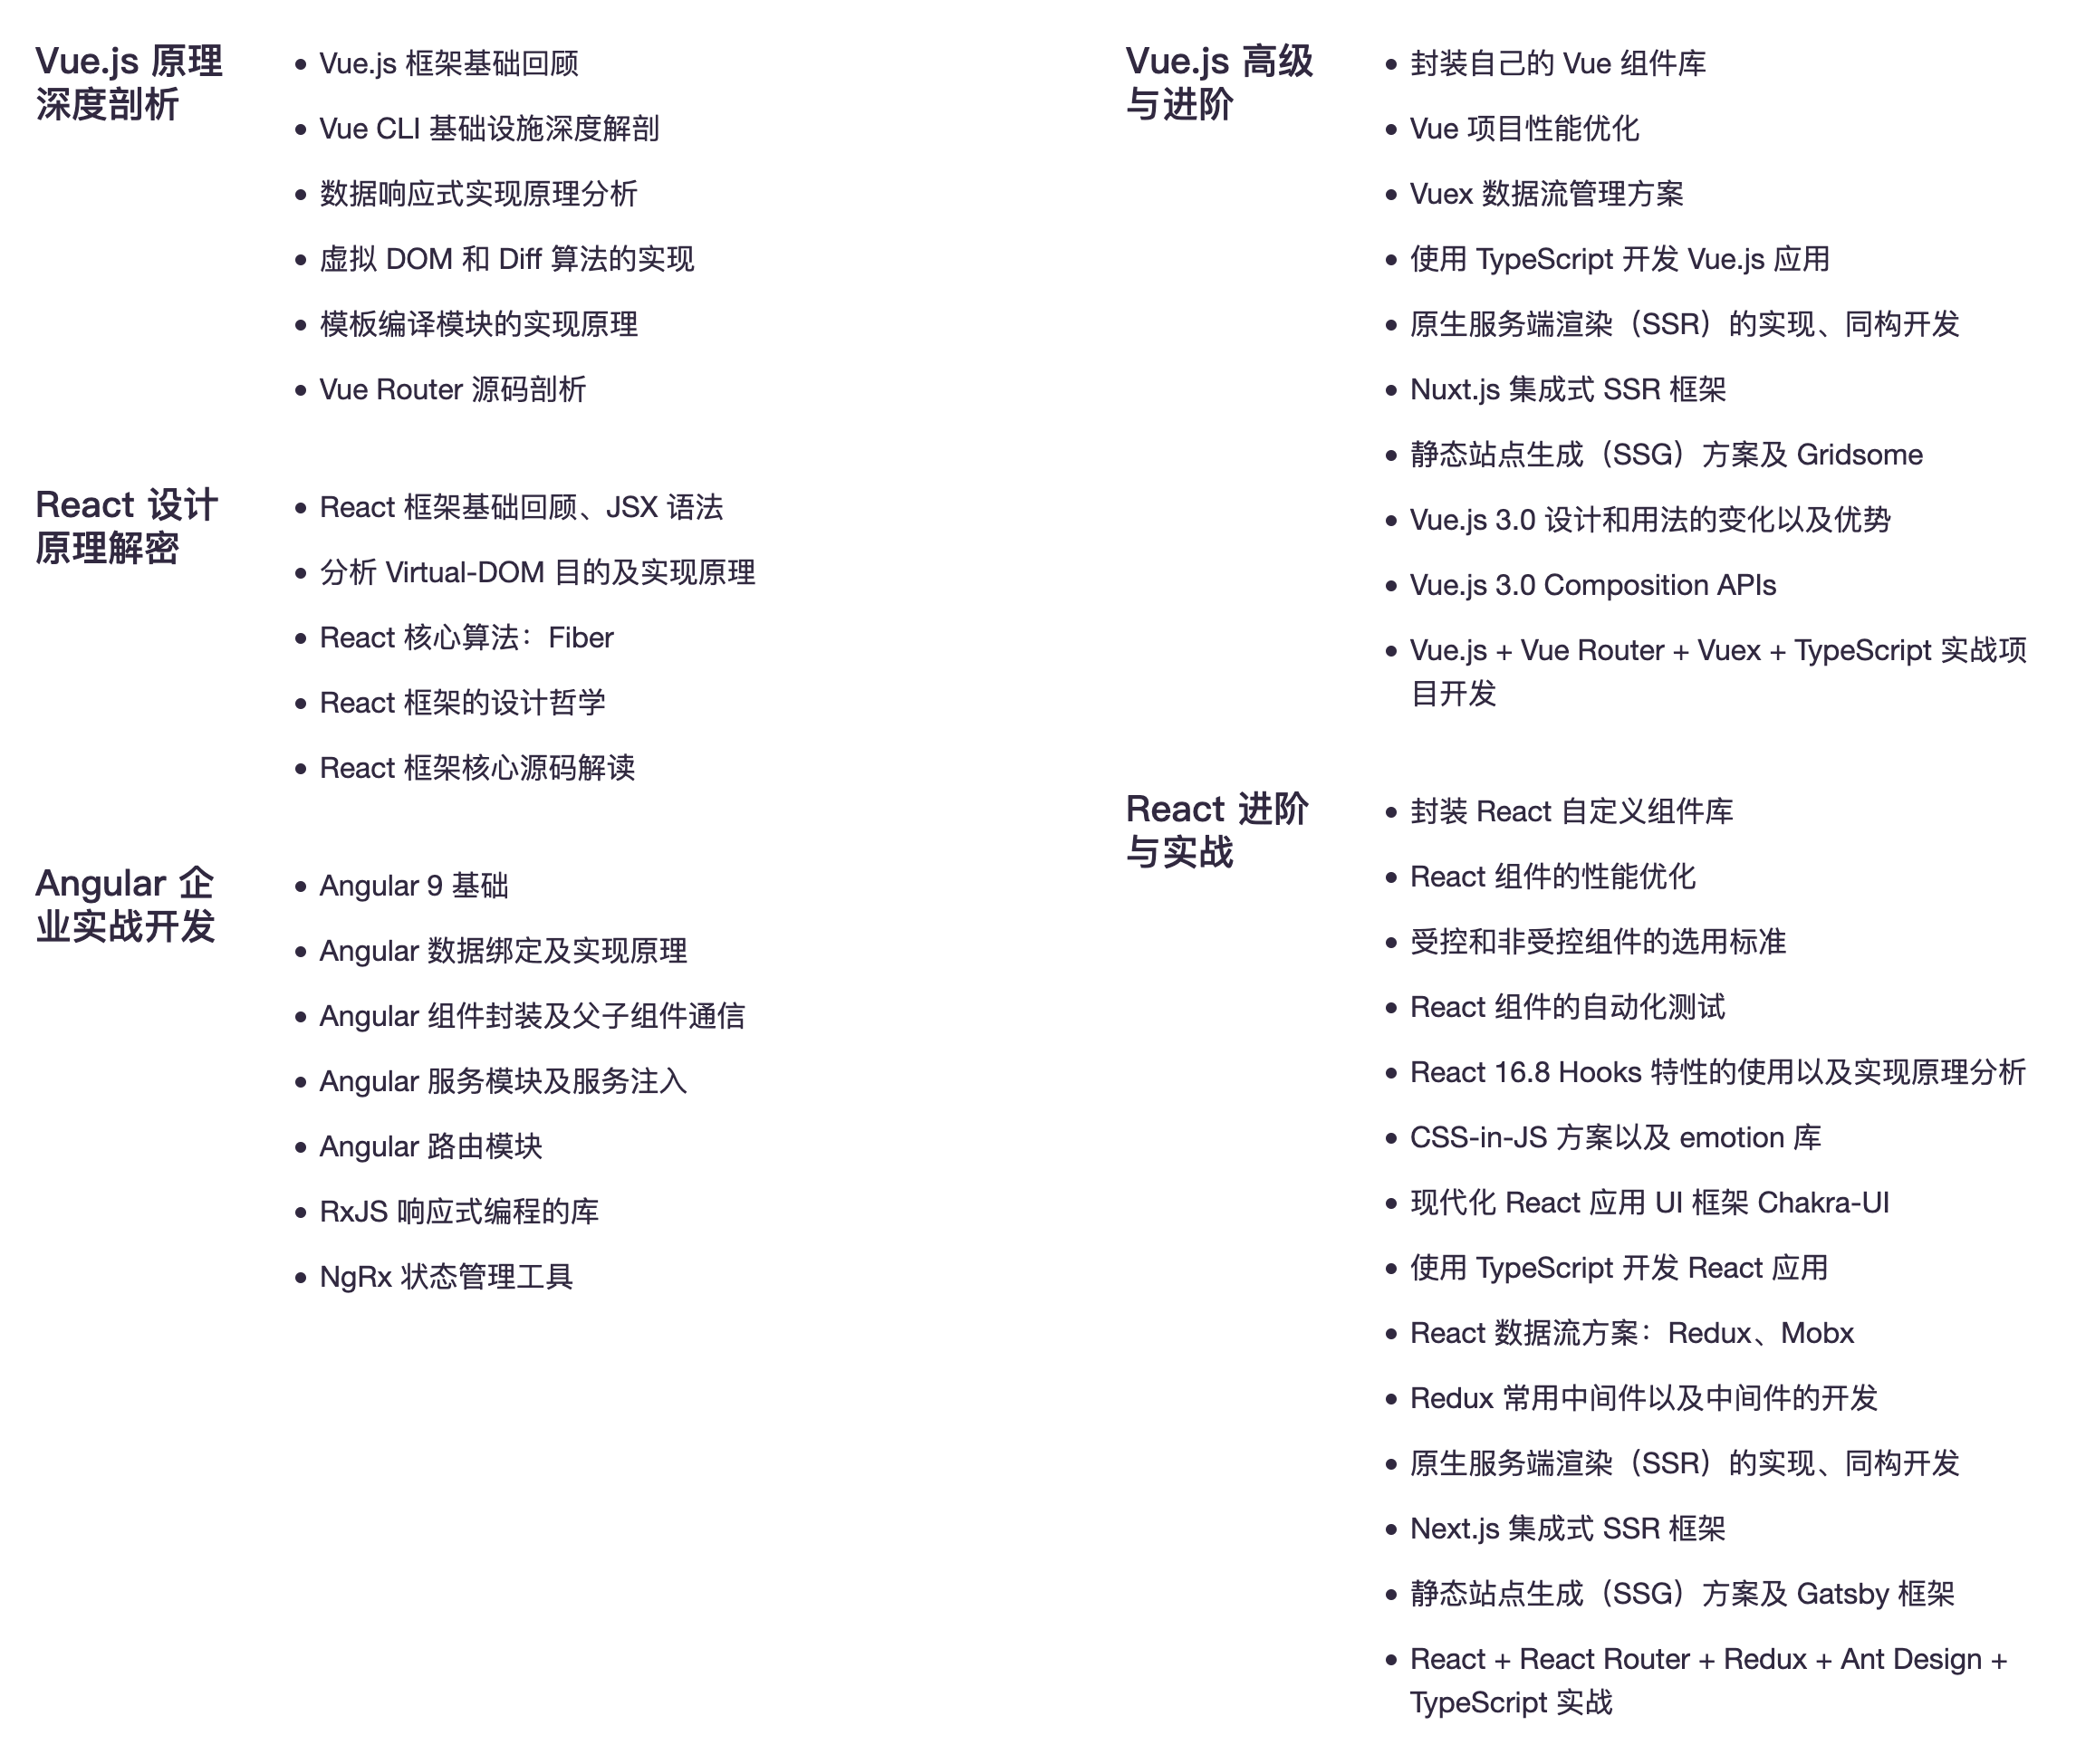 Vue.js 原理
深度剖析
Vue.js 框架基础回顾
Vue CLI 基础设施深度解剖
数据响应式实现原理分析
虚拟 DOM 和 Diff 算法的实现
模板编译模块的实现原理
Vue Router 源码剖析
React 设计
原理解密
React 框架基础回顾、JSX 语法
分析 Virtual-DOM 目的及实现原理
React 核心算法：Fiber
React 框架的设计哲学
React 框架核心源码解读
Angular 企
业实战开发
Angular 9 基础
Angular 数据绑定及实现原理
Angular 组件封装及父子组件通信
Angular 服务模块及服务注入
Angular 路由模块
RxJS 响应式编程的库
NgRx 状态管理工具
Vue.js 高级
与进阶
封装自己的 Vue 组件库
Vue 项目性能优化
Vuex 数据流管理方案
使用 TypeScript 开发 Vue.js 应用
原生服务端渲染（SSR）的实现、同构开发
Nuxt.js 集成式 SSR 框架
静态站点生成（SSG）方案及 Gridsome
Vue.js 3.0 设计和用法的变化以及优势
Vue.js 3.0 Composition APIs
Vue.js + Vue Router + Vuex + TypeScript 实战项
目开发
React 进阶
与实战
封装 React 自定义组件库
React 组件的性能优化
受控和非受控组件的选用标准
React 组件的自动化测试
React 16.8 Hooks 特性的使用以及实现原理分析
CSS-in-JS 方案以及 emotion 库
现代化 React 应用 UI 框架 Chakra-UI
使用 TypeScript 开发 React 应用
React 数据流方案：Redux、Mobx
Redux 常用中间件以及中间件的开发
原生服务端渲染（SSR）的实现、同构开发
Next.js 集成式 SSR 框架
静态站点生成（SSG）方案及 Gatsby 框架
React + React Router + Redux + Ant Design +
TypeScript 实战